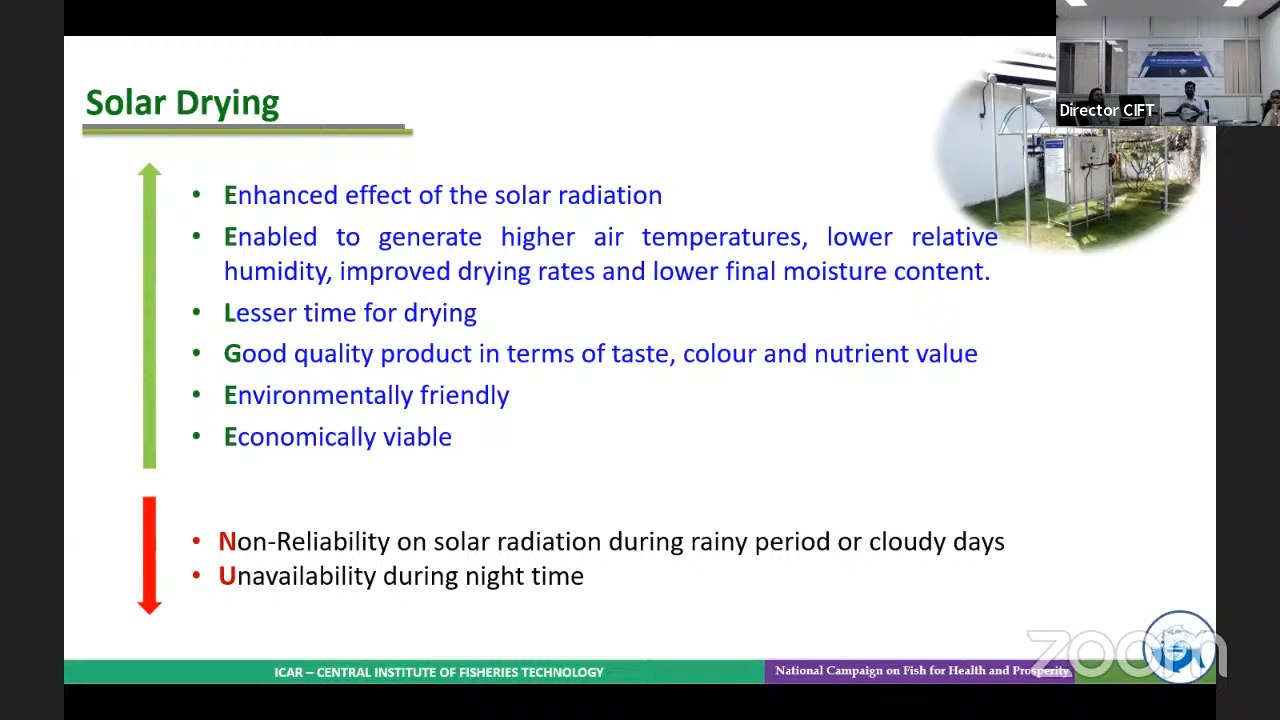 Director CIFT
Solar Drying
• Enhanced effect of the solar radiation
• Enabled to generate higher air temperatures, lower relative
humidity, improved drying rates and lower final moisture content.
• Lesser time for drying
• Good quality product in terms of taste, colour and nutrient value
• Environmentally friendly
• Economically viable
• Non-Reliability on solar radiation during rainy period or cloudy days
• Unavailability during night time
zoom
ICAR – CENTRAL INSTITUTE OF FISHERIES TECHNOLOGY
National Campaign on Fish for Health and Prosperity